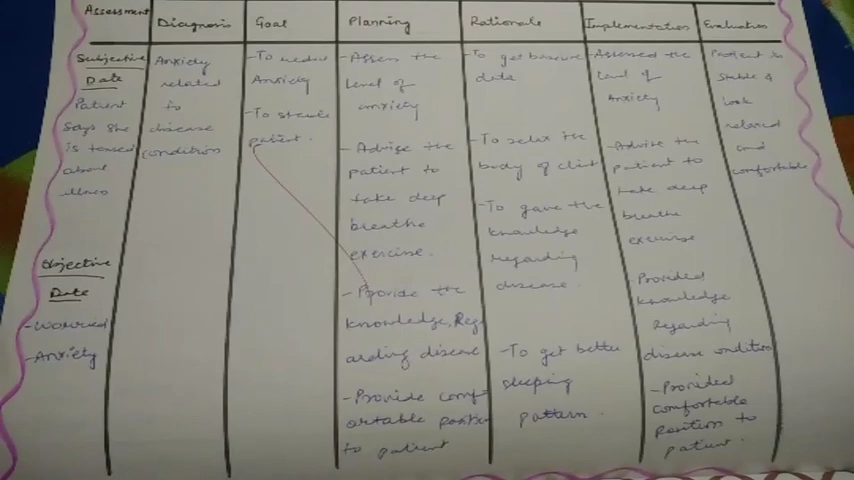 Assessment
Diagnosis
Goal
Planning
Rationale
Implementation
Evaluation
Subjective
Date
Patient
says she
is
about
illness
Objective
Date
-Worried
-Anxiety
Anxiety
related
to
disease
condition
-To reduce
Anxiety
-To
patient.
-Assess the
level of
anxiety
-Advise the
patient to
take deep
breathe
exercise.
-Provide the
knowledge, Reg-
arding disease
-Provide comf-
ortable position
to patient
-To get
data
-To relax the
body of client
-To gave the
knowledge
regarding
disease.
-To get better
sleeping
pattern.
-Assessed the
level of
Anxiety
-Advise the
patient to
take deep
breathe
exercise
-Provided
knowledge
Regarding
disease condition
-Provided
comfortable
position to
patient.
Patient is
stable &
look
relaxed
and
comfortable